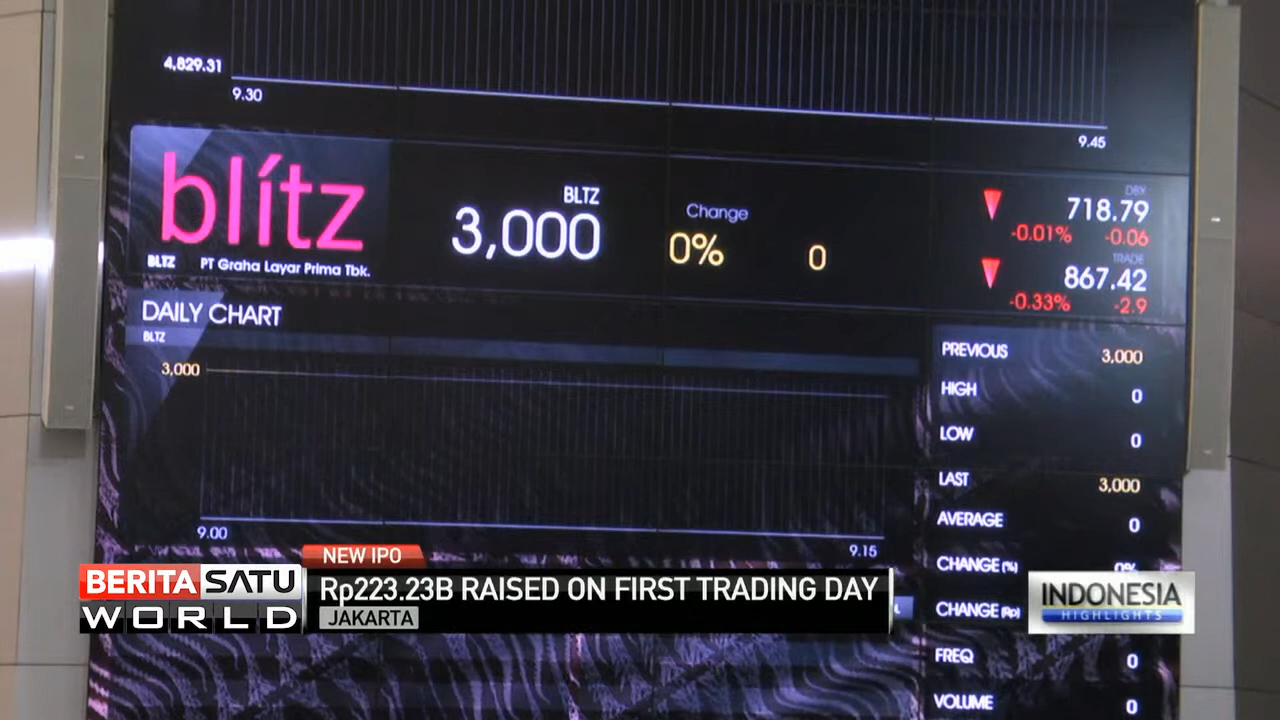 4,829.31
9.30
9.45
blítz
BLTZ PT Graha Layar Prima Tbk.
BLTZ
3,000
Change
0% 0
DBX
718.79
-0.01% -0.06
TRADE
867.42
-0.33% -2.9
DAILY CHART
BLTZ
3,000
9.00
9.15
PREVIOUS 3,000
HIGH 0
LOW 0
LAST 3,000
AVERAGE 0
CHANGE (%) 0%
CHANGE (Rp)
FREQ 0
VOLUME 0
NEW IPO
Rp223.23B RAISED ON FIRST TRADING DAY
JAKARTA
BERITA SATU
WORLD
INDONESIA
HIGHLIGHTS